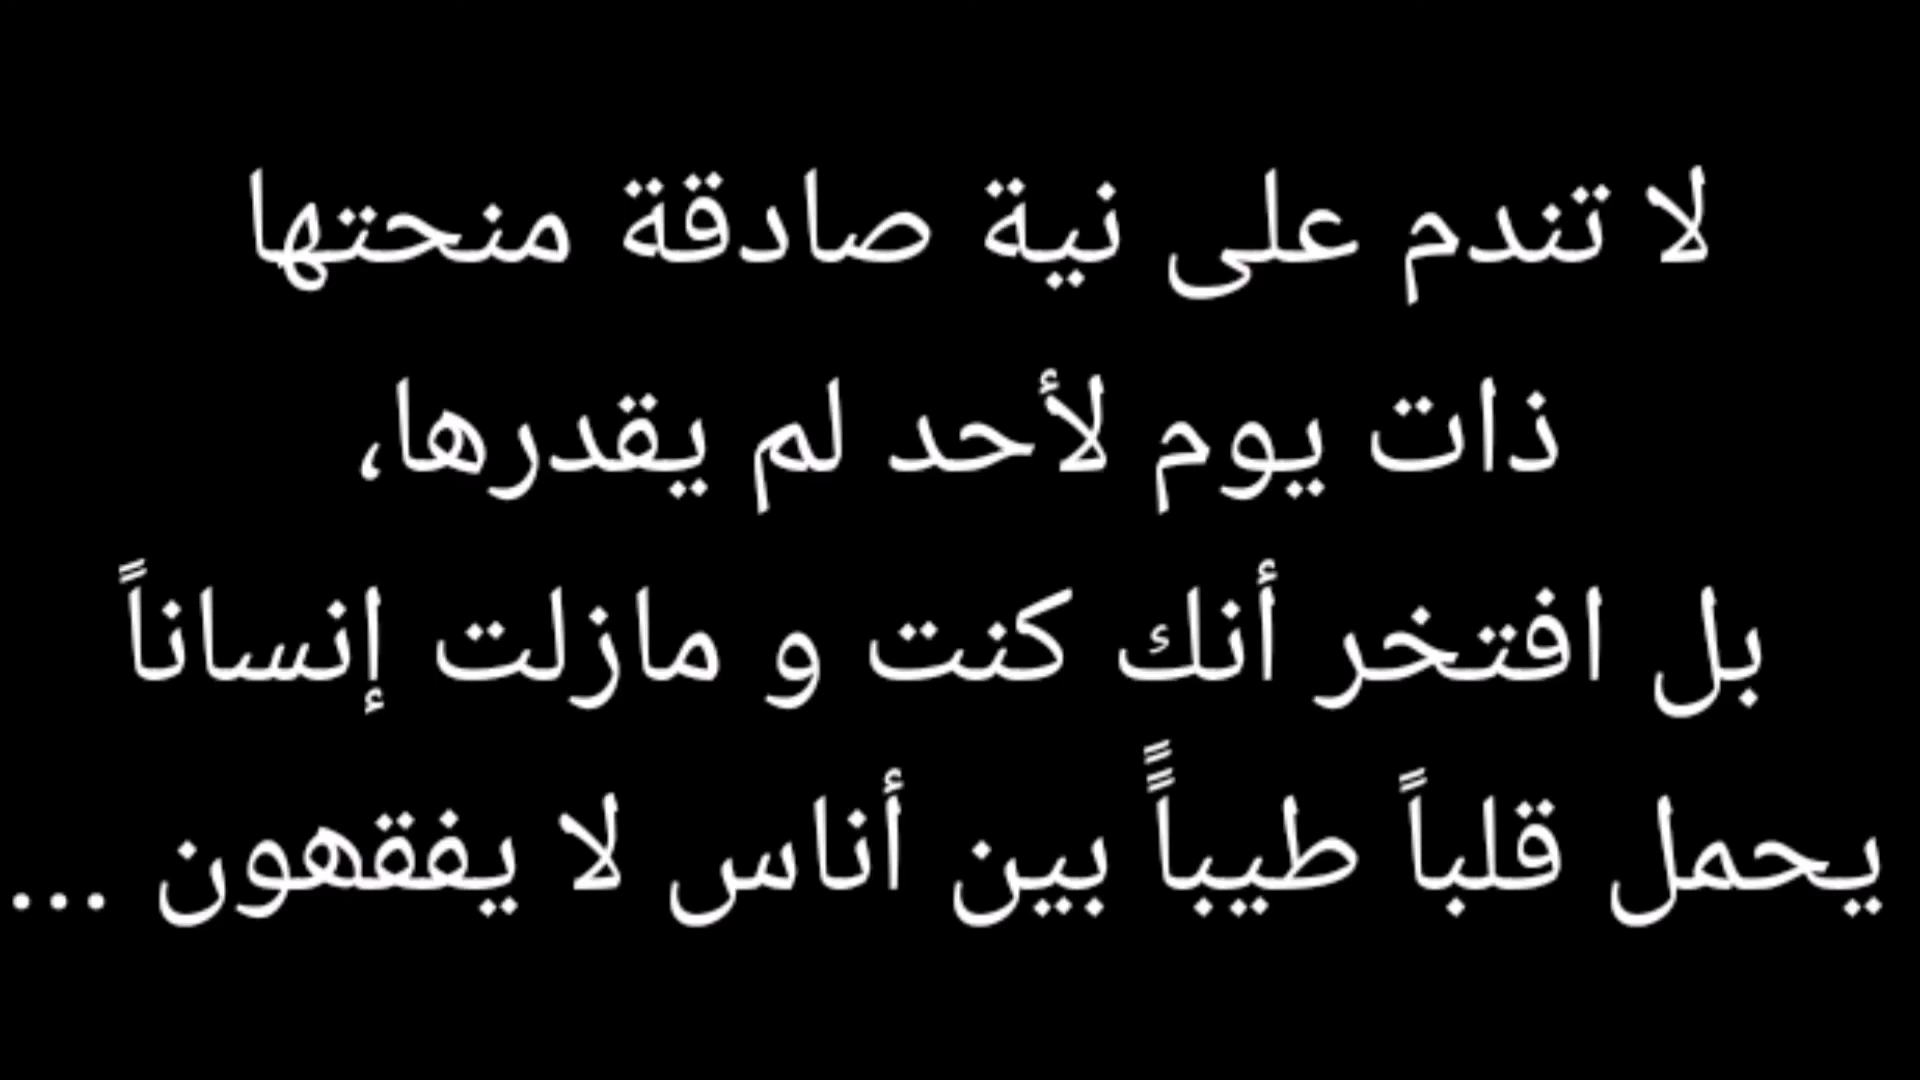 لا تندم على نية صادقة منحتها
ذات يوم لأحد لم يقدرها،
بل افتخر أنك كنت و مازلت إنساناً
يحمل قلباً طيباًً بين أناس لا يفقهون ...